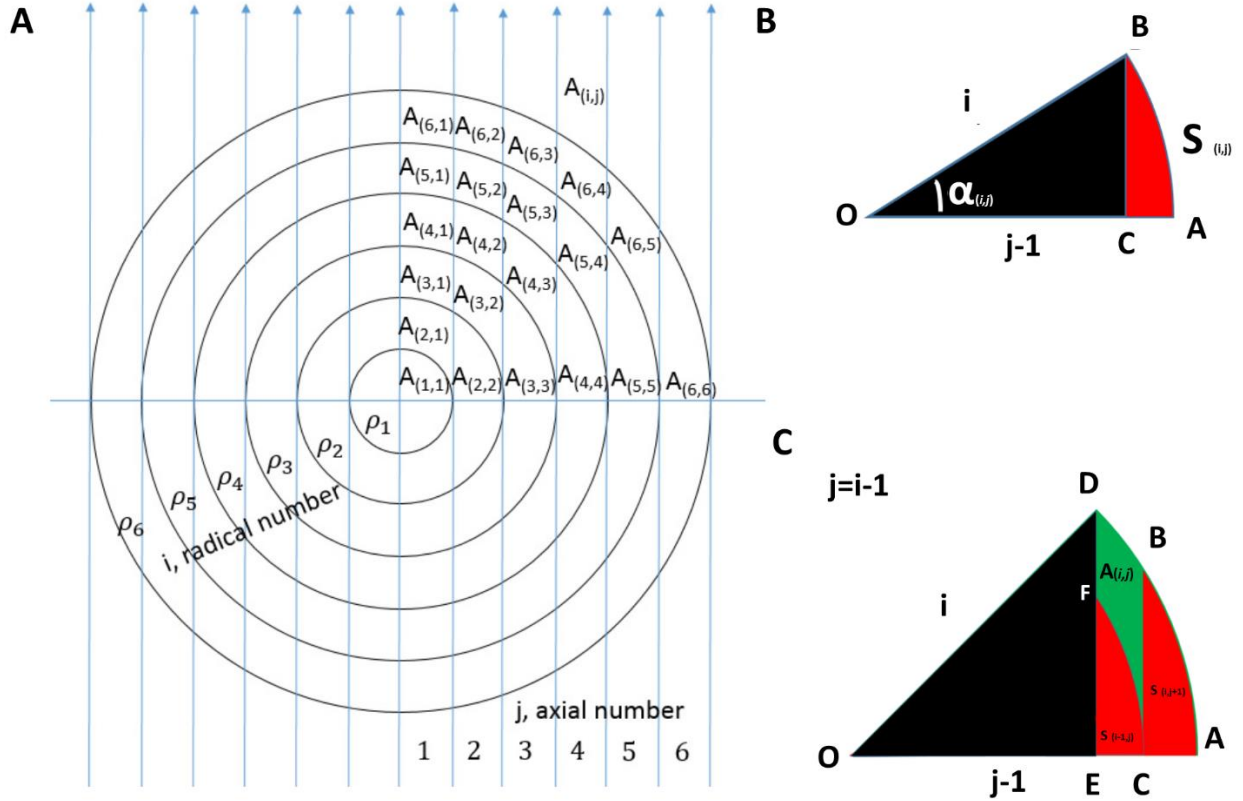 A
A(i,j)
A(6,1) A(6,2) A(6,3)
A(6,4)
A(6,5)
A(5,1) A(5,2) A(5,3)
A(5,4)
A(4,1) A(4,2) A(4,3)
A(3,1) A(3,2)
A(2,1)
A(1,1) A(2,2) A(3,3) A(4,4) A(5,5) A(6,6)
ρ1
ρ2
ρ3
ρ4
ρ5
ρ6
i, radical number
j, axial number
1 2 3 4 5 6
B
B
i
S (i,j)
α(i,j)
O
j-1
C
A
C
j=i-1
D
B
A(i,j)
F
i
S (i,j+1)
S (i-1,j)
O
j-1
E
C
A